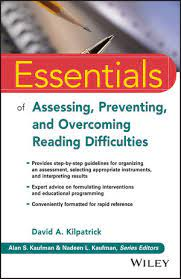 Essentials
of Assessing, Preventing,
and Overcoming
Reading Difficulties
• Provides step-by-step guidelines for organizing
an assessment, selecting appropriate instruments,
and interpreting results
• Expert advice on formulating interventions
and educational programming
• Conveniently formatted for rapid reference
David A. Kilpatrick
Alan S. Kaufman & Nadeen L. Kaufman, Series Editors
WILEY